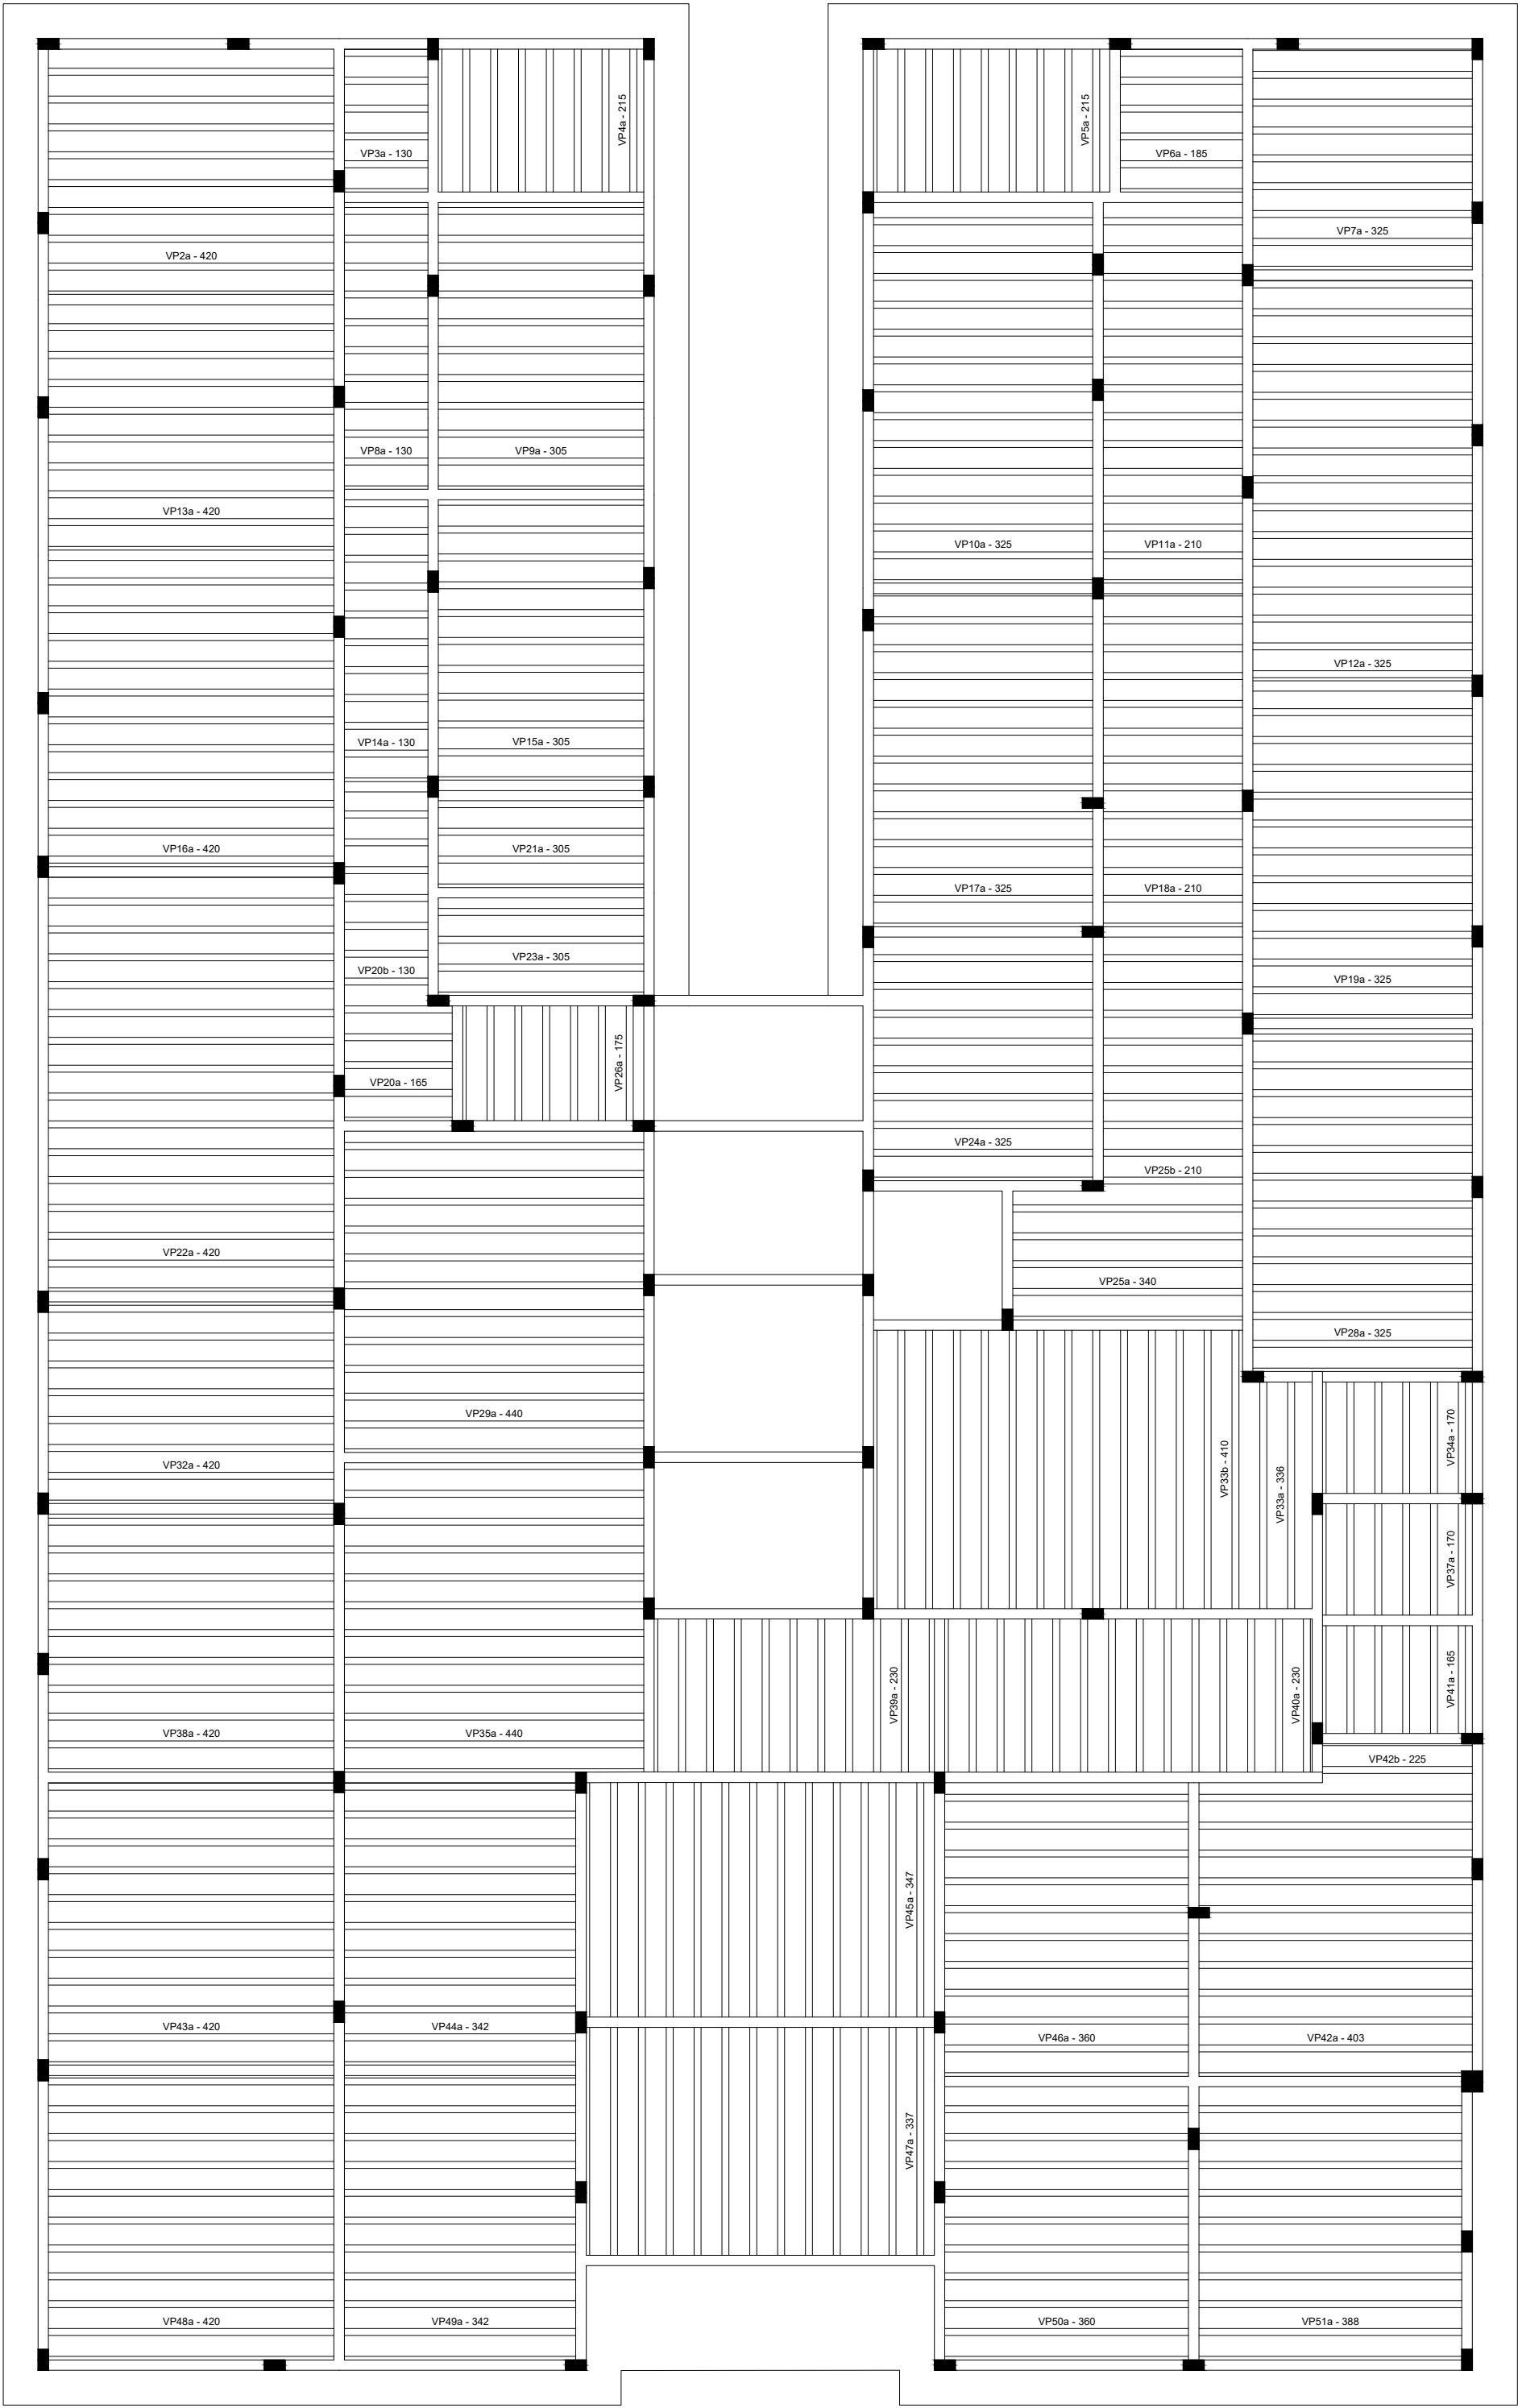 VP4a - 215
VP5a - 215
VP3a - 130
VP6a - 185
VP7a - 325
VP2a - 420
VP8a - 130
VP9a - 305
VP13a - 420
VP10a - 325
VP11a - 210
VP12a - 325
VP14a - 130
VP15a - 305
VP16a - 420
VP21a - 305
VP17a - 325
VP18a - 210
VP23a - 305
VP20b - 130
VP19a - 325
VP26a - 175
VP20a - 165
VP24a - 325
VP25b - 210
VP22a - 420
VP25a - 340
VP28a - 325
VP29a - 440
VP34a - 170
VP33b - 410
VP32a - 420
VP33a - 336
VP37a - 170
VP39a - 230
VP40a - 230
VP41a - 165
VP38a - 420
VP35a - 440
VP42b - 225
VP45a - 347
VP43a - 420
VP44a - 342
VP46a - 360
VP42a - 403
VP47a - 337
VP48a - 420
VP49a - 342
VP50a - 360
VP51a - 388